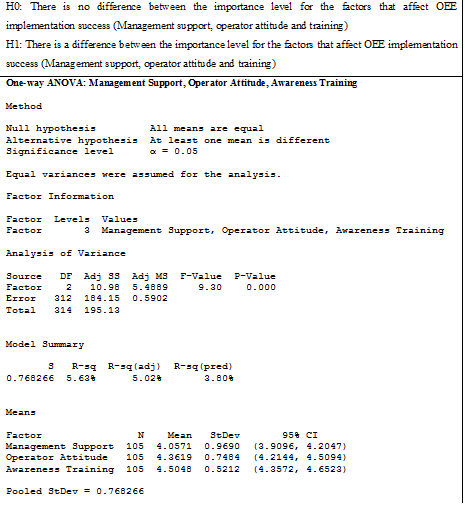 H0: There is no difference between the importance level for the factors that affect OEE
implementation success (Management support, operator attitude and training)
H1: There is a difference between the importance level for the factors that affect OEE implementation
success (Management support, operator attitude and training)
One-way ANOVA: Management Support, Operator Attitude, Awareness Training
Method
Null hypothesis All means are equal
Alternative hypothesis At least one mean is different
Significance level α = 0.05
Equal variances were assumed for the analysis.
Factor Information
Factor Levels Values
Factor 3 Management Support, Operator Attitude, Awareness Training
Analysis of Variance
Source DF Adj SS Adj MS F-Value P-Value
Factor 2 10.98 5.4889 9.30 0.000
Error 312 184.15 0.5902
Total 314 195.13
Model Summary
S R-sq R-sq(adj) R-sq(pred)
0.768266 5.63% 5.02% 3.80%
Means
Factor N Mean StDev 95% CI
Management Support 105 4.0571 0.9690 (3.9096, 4.2047)
Operator Attitude 105 4.3619 0.7484 (4.2144, 4.5094)
Awareness Training 105 4.5048 0.5212 (4.3572, 4.6523)
Pooled StDev = 0.768266